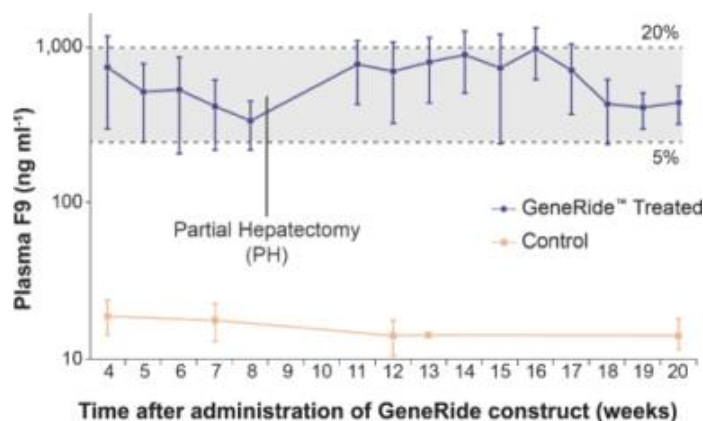 20%
1,000
5%
Plasma F9 (ng ml⁻¹)
100
GeneRide™ Treated
Partial Hepatectomy
(PH)
Control
10
4 5 6 7 8 9 10 11 12 13 14 15 16 17 18 19 20
Time after administration of GeneRide construct (weeks)